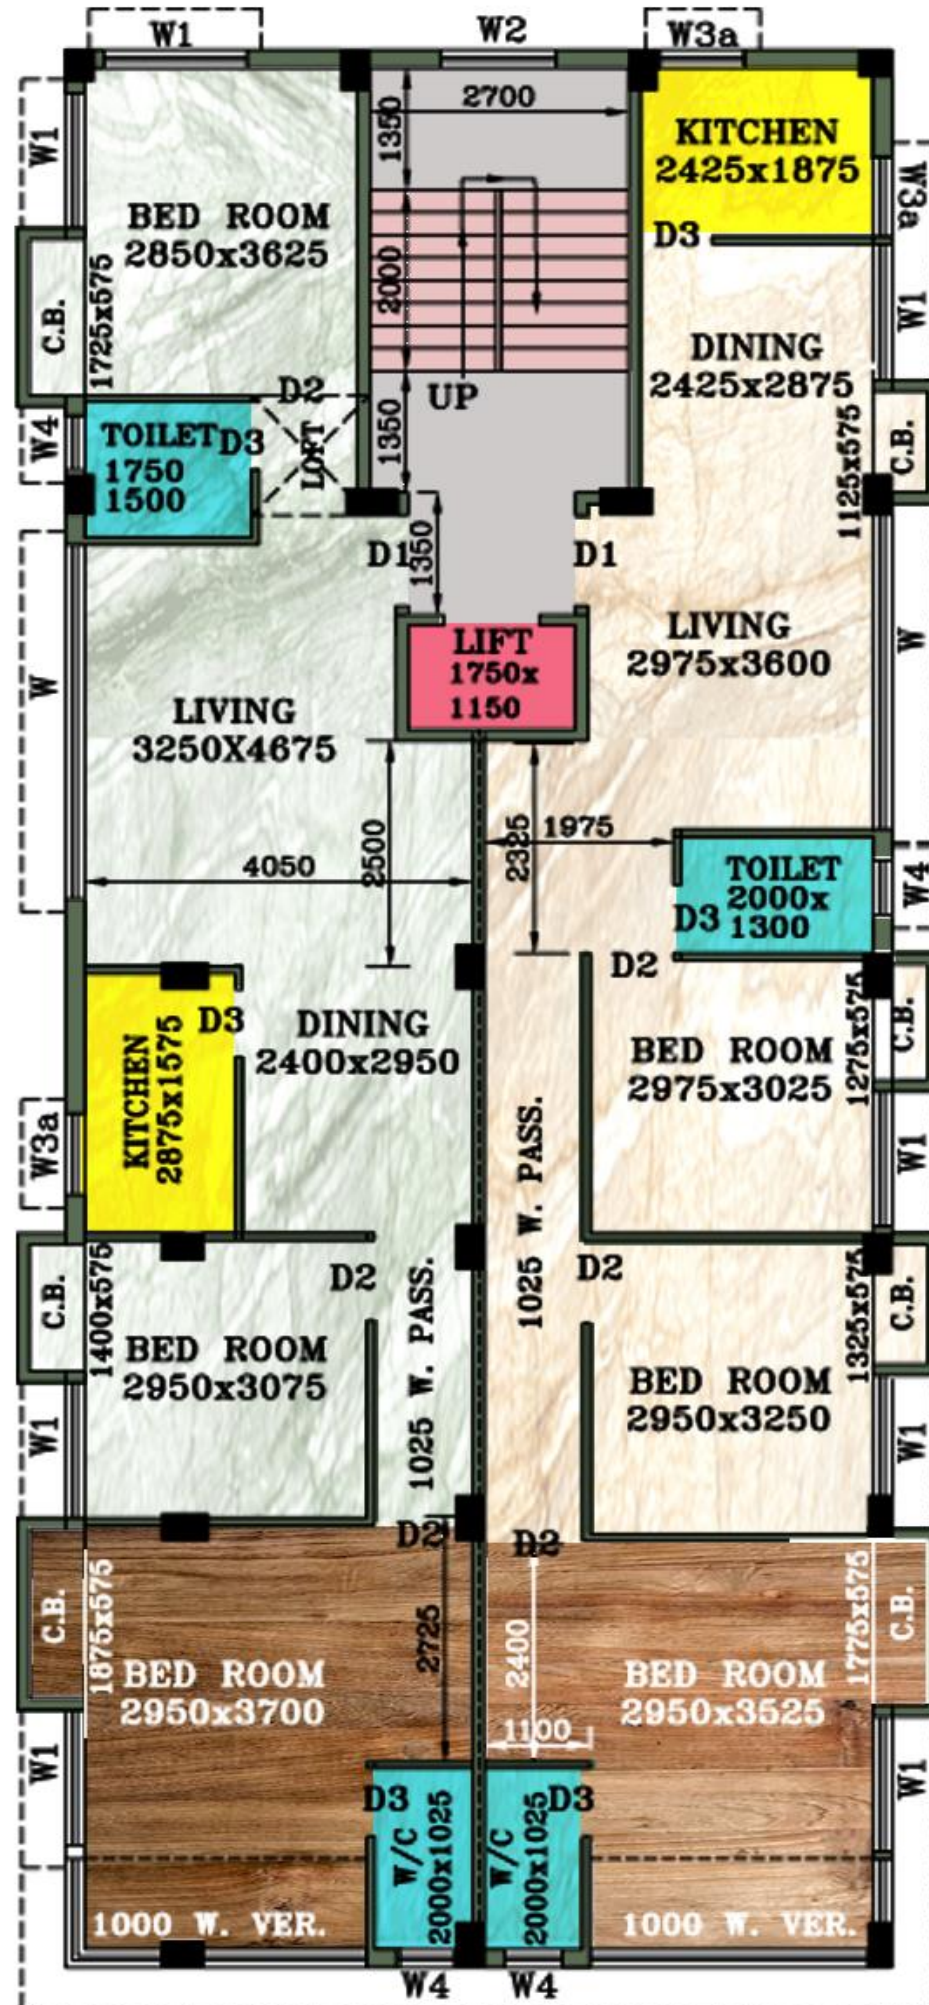 W1
W2
W3a
W1
1350
2700
KITCHEN
2425x1875
W3a
BED ROOM
2850x3625
D3
2000
C.B.
1725x575
W1
DINING
2425x2875
D2
UP
1350
W4
TOILET
1750
1500
D3
LOFT
1125x575
C.B.
D1
1350
D1
LIVING
2975x3600
W
LIFT
1750x
1150
W
LIVING
3250X4675
2500
2325
1975
4050
TOILET
2000x
1300
W4
D3
D2
D3
DINING
2400x2950
KITCHEN
2875x1575
W3a
BED ROOM
2975x3025
1275x575
C.B.
1025 W. PASS.
W1
D2
D2
C.B.
1400x575
BED ROOM
2950x3075
1025 W. PASS.
1325x575
C.B.
BED ROOM
2950x3250
W1
W1
D2
D2
C.B.
1875x575
2725
2400
1775x575
C.B.
BED ROOM
2950x3700
BED ROOM
2950x3525
1100
W1
W1
D3
W/C
2000x1025
W/C
2000x1025
D3
1000 W. VER.
1000 W. VER.
W4
W4